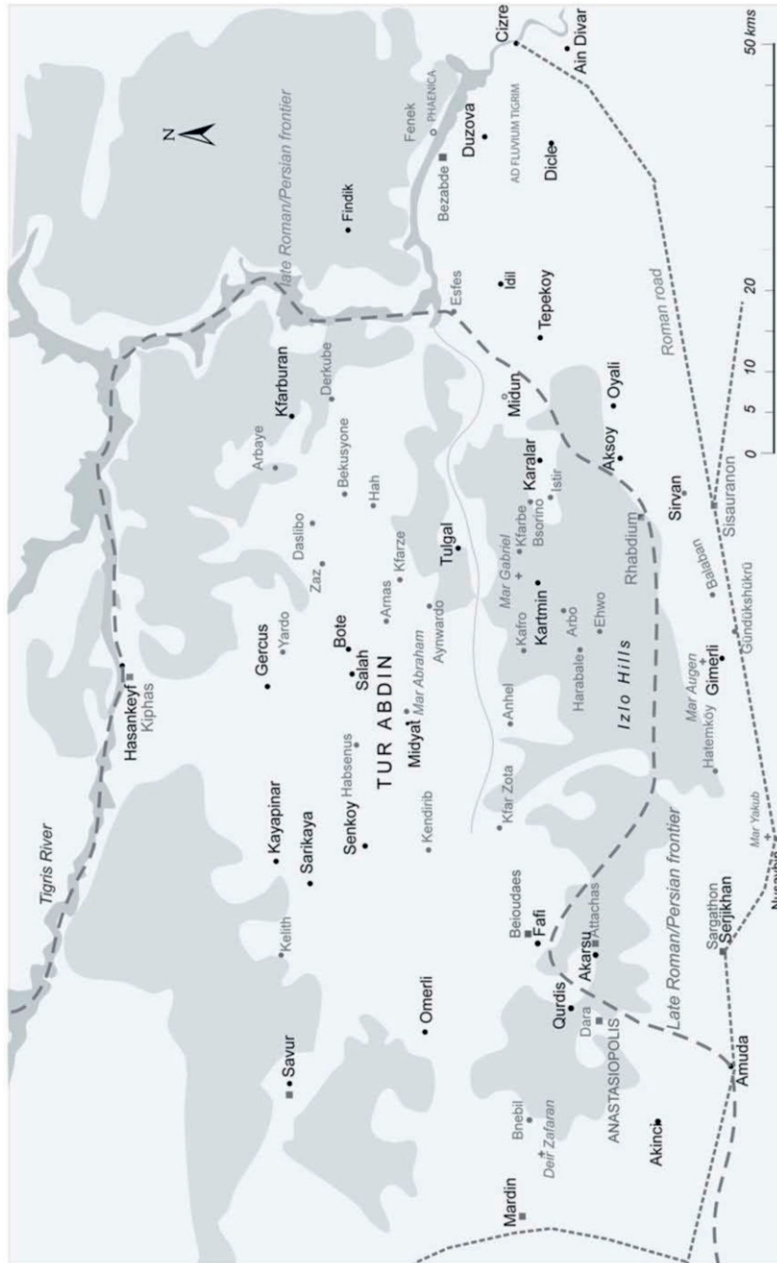 Tigris River
N
Hasankeyf
Kiphas
Savur
Kelith
Kayapinar
Sarikaya
Gercus
Yardo
Arbaye
Kfarburan
Derkube
late Roman/Persian frontier
Zaz
Daslibo
Bekusyone
Hah
Senkoy
Habsenus
Salah
Bote
Findik
TUR ABDIN
Arnas
Kfarze
Midyat
Mar Abraham
Omerli
Kendirib
Aynwardo
Tulgal
Esfes
Fenek
PHAENICA
Bezabde
Duzova
Cizre
Ain Divar
Mardin
Bnebil
Deir Zafaran
Beioudaes
Fafi
Kfar Zota
Anhel
Kafro
Mar Gabriel
Kfarbe
Bsorino
Kartmin
Karalar
Istir
Midun
Idil
Tepekoy
AD FLUVIUM TIGRIM
Dicle
Qurdis
Dara
ANASTASIOPOLIS
Akarsu
Attachas
Harabale
Arbo
Ehwo
Izlo Hills
Aksoy
Oyali
Rhabdium
Akinci
Late Roman/Persian frontier
Roman road
Sirvan
Mar Augen
Hatemköy
Gimerli
Balaban
Sisauranon
Gündükshükrü
Sargathon
Serjikhan
Amuda
Mar Yakub
0 5 10 20 50 kms